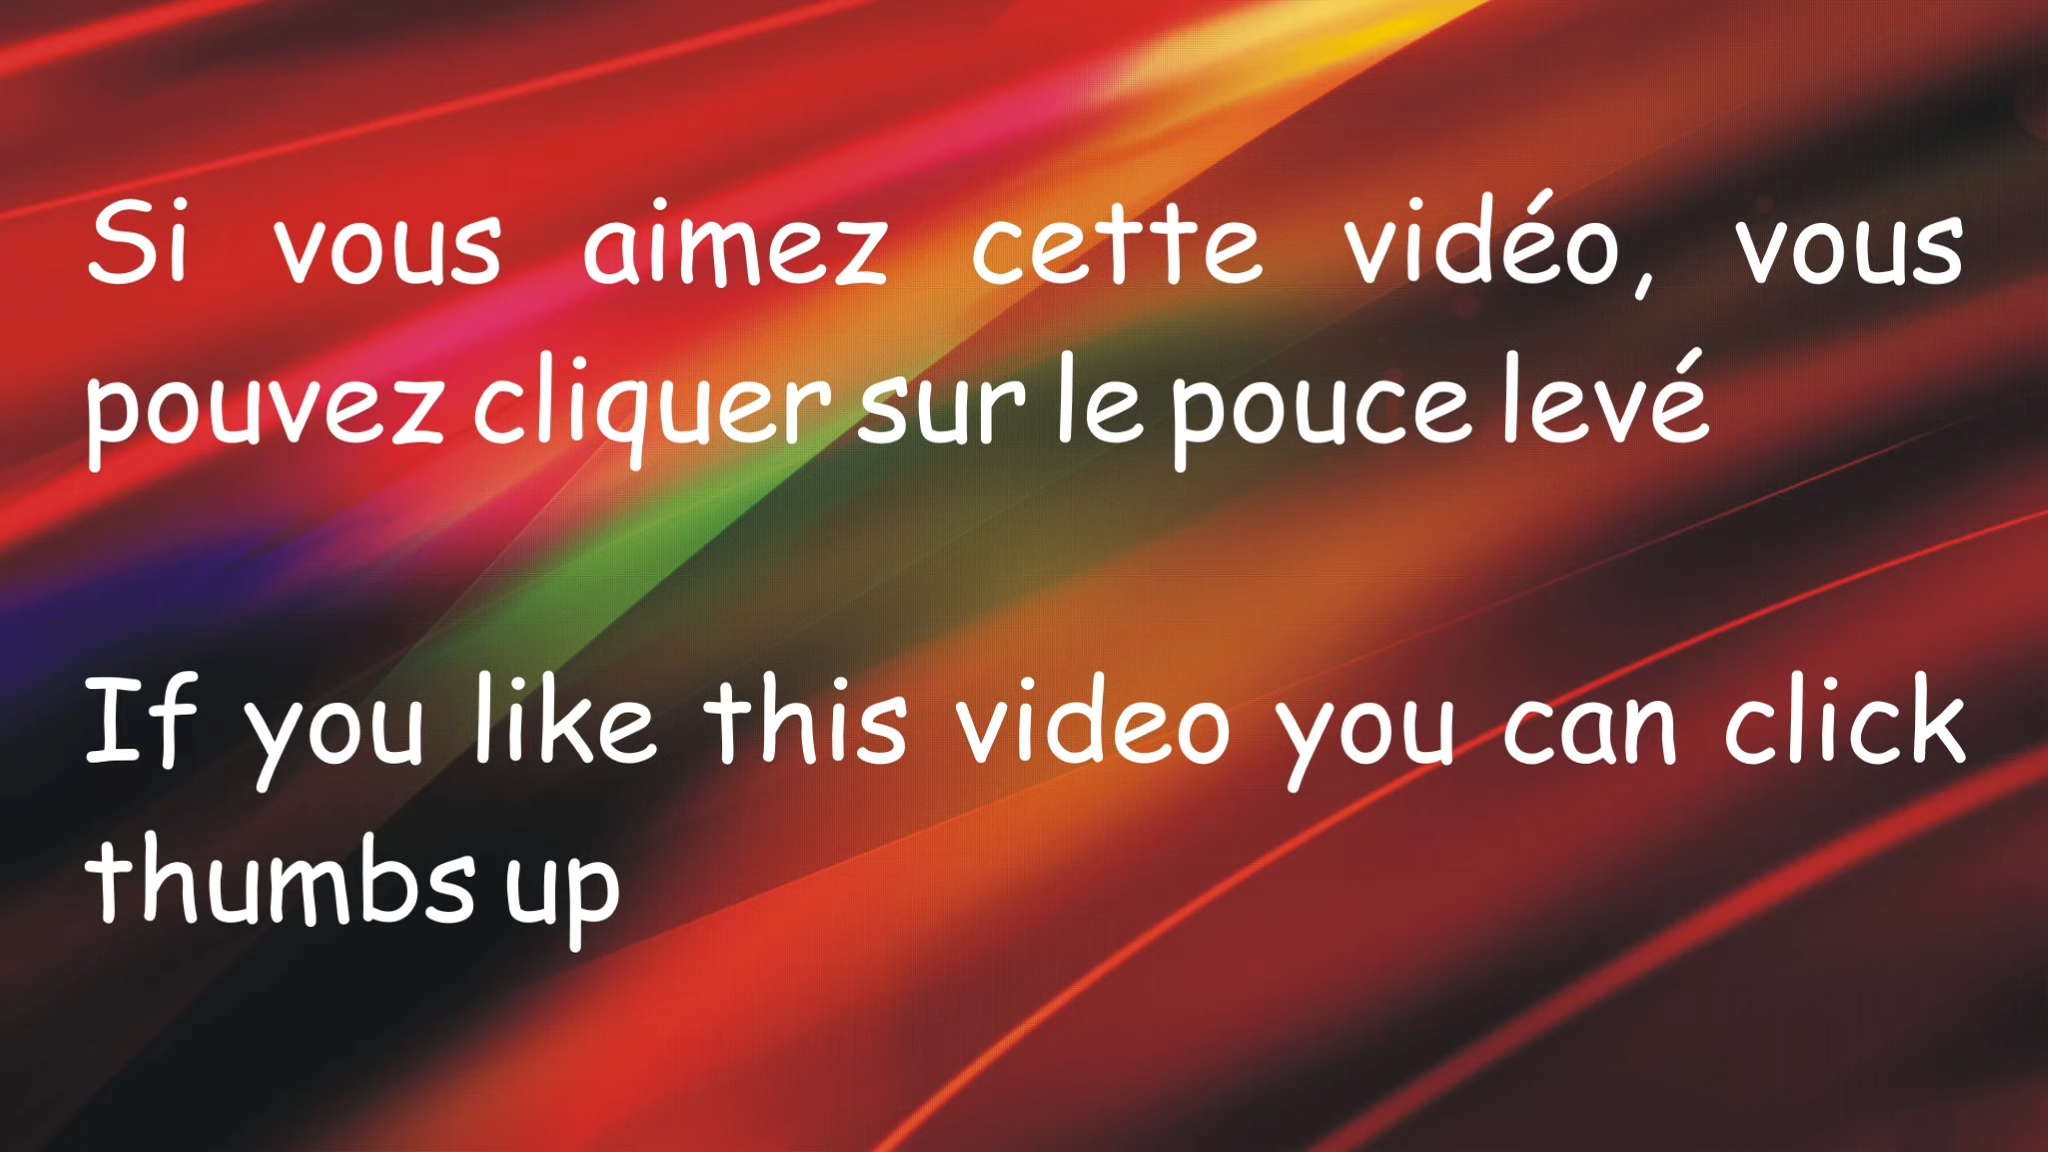 Si vous aimez cette vidéo, vous
pouvez cliquer sur le pouce levé
If you like this video you can click
thumbs up